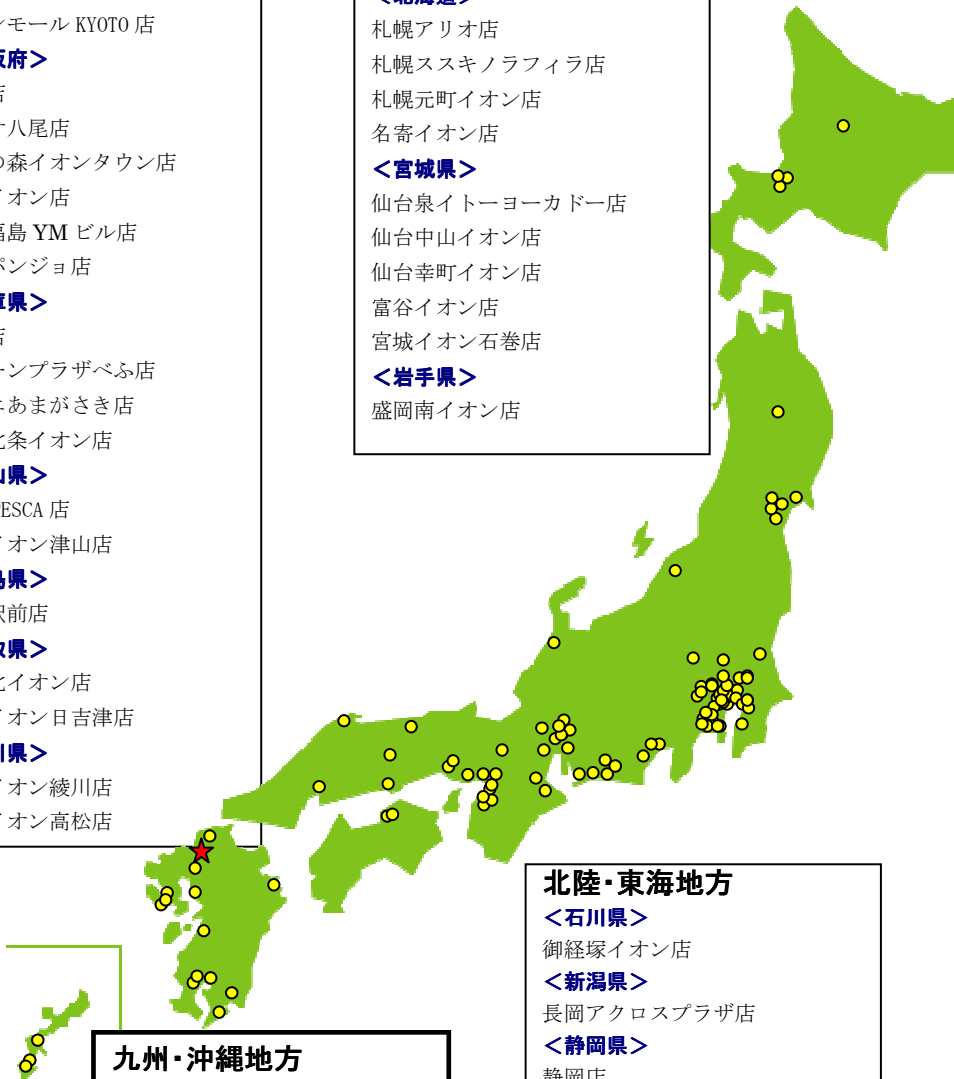 モール KYOTO 店
府＞
店
八尾店
の森イオンタウン店
イオン店
福島 YM ビル店
パンジョ店
県＞
店
ーンプラザべふ店
あまがさき店
北条イオン店
山県＞
ESCA 店
イオン津山店
島県＞
駅前店
取県＞
北イオン店
イオン日吉津店
川県＞
イオン綾川店
イオン高松店
＜北海道＞
札幌アリオ店
札幌ススキノラフィラ店
札幌元町イオン店
名寄イオン店
＜宮城県＞
仙台泉イトーヨーカドー店
仙台中山イオン店
仙台幸町イオン店
富谷イオン店
宮城イオン石巻店
＜岩手県＞
盛岡南イオン店
北陸・東海地方
＜石川県＞
御経塚イオン店
＜新潟県＞
長岡アクロスプラザ店
＜静岡県＞
静岡店
九州・沖縄地方